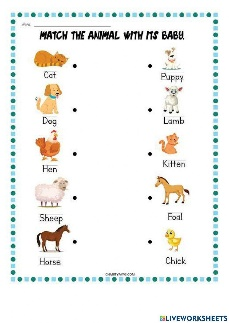 MATCH THE ANIMAL WITH ITS BABY.
Cat
Puppy
Dog
Lamb
Hen
Kitten
Sheep
Foal
Horse
Chick
LIVEWORKSHEETS